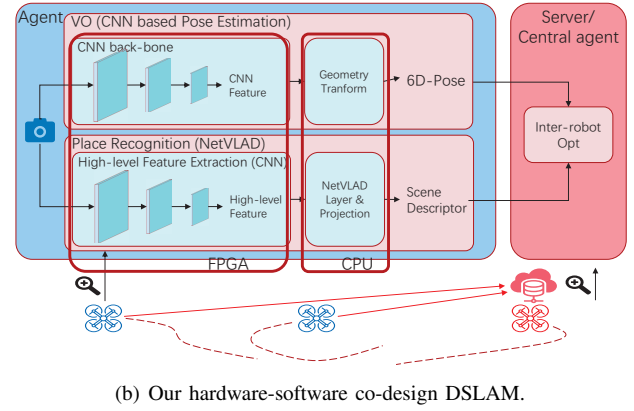 Agent
VO (CNN based Pose Estimation)
CNN back-bone
CNN
Feature
Geometry
Tranform
6D-Pose
Place Recognition (NetVLAD)
High-level Feature Extraction (CNN)
High-level
Feature
NetVLAD
Layer &
Projection
Scene
Descriptor
FPGA
CPU
Server/
Central agent
Inter-robot
Opt
(b) Our hardware-software co-design DSLAM.